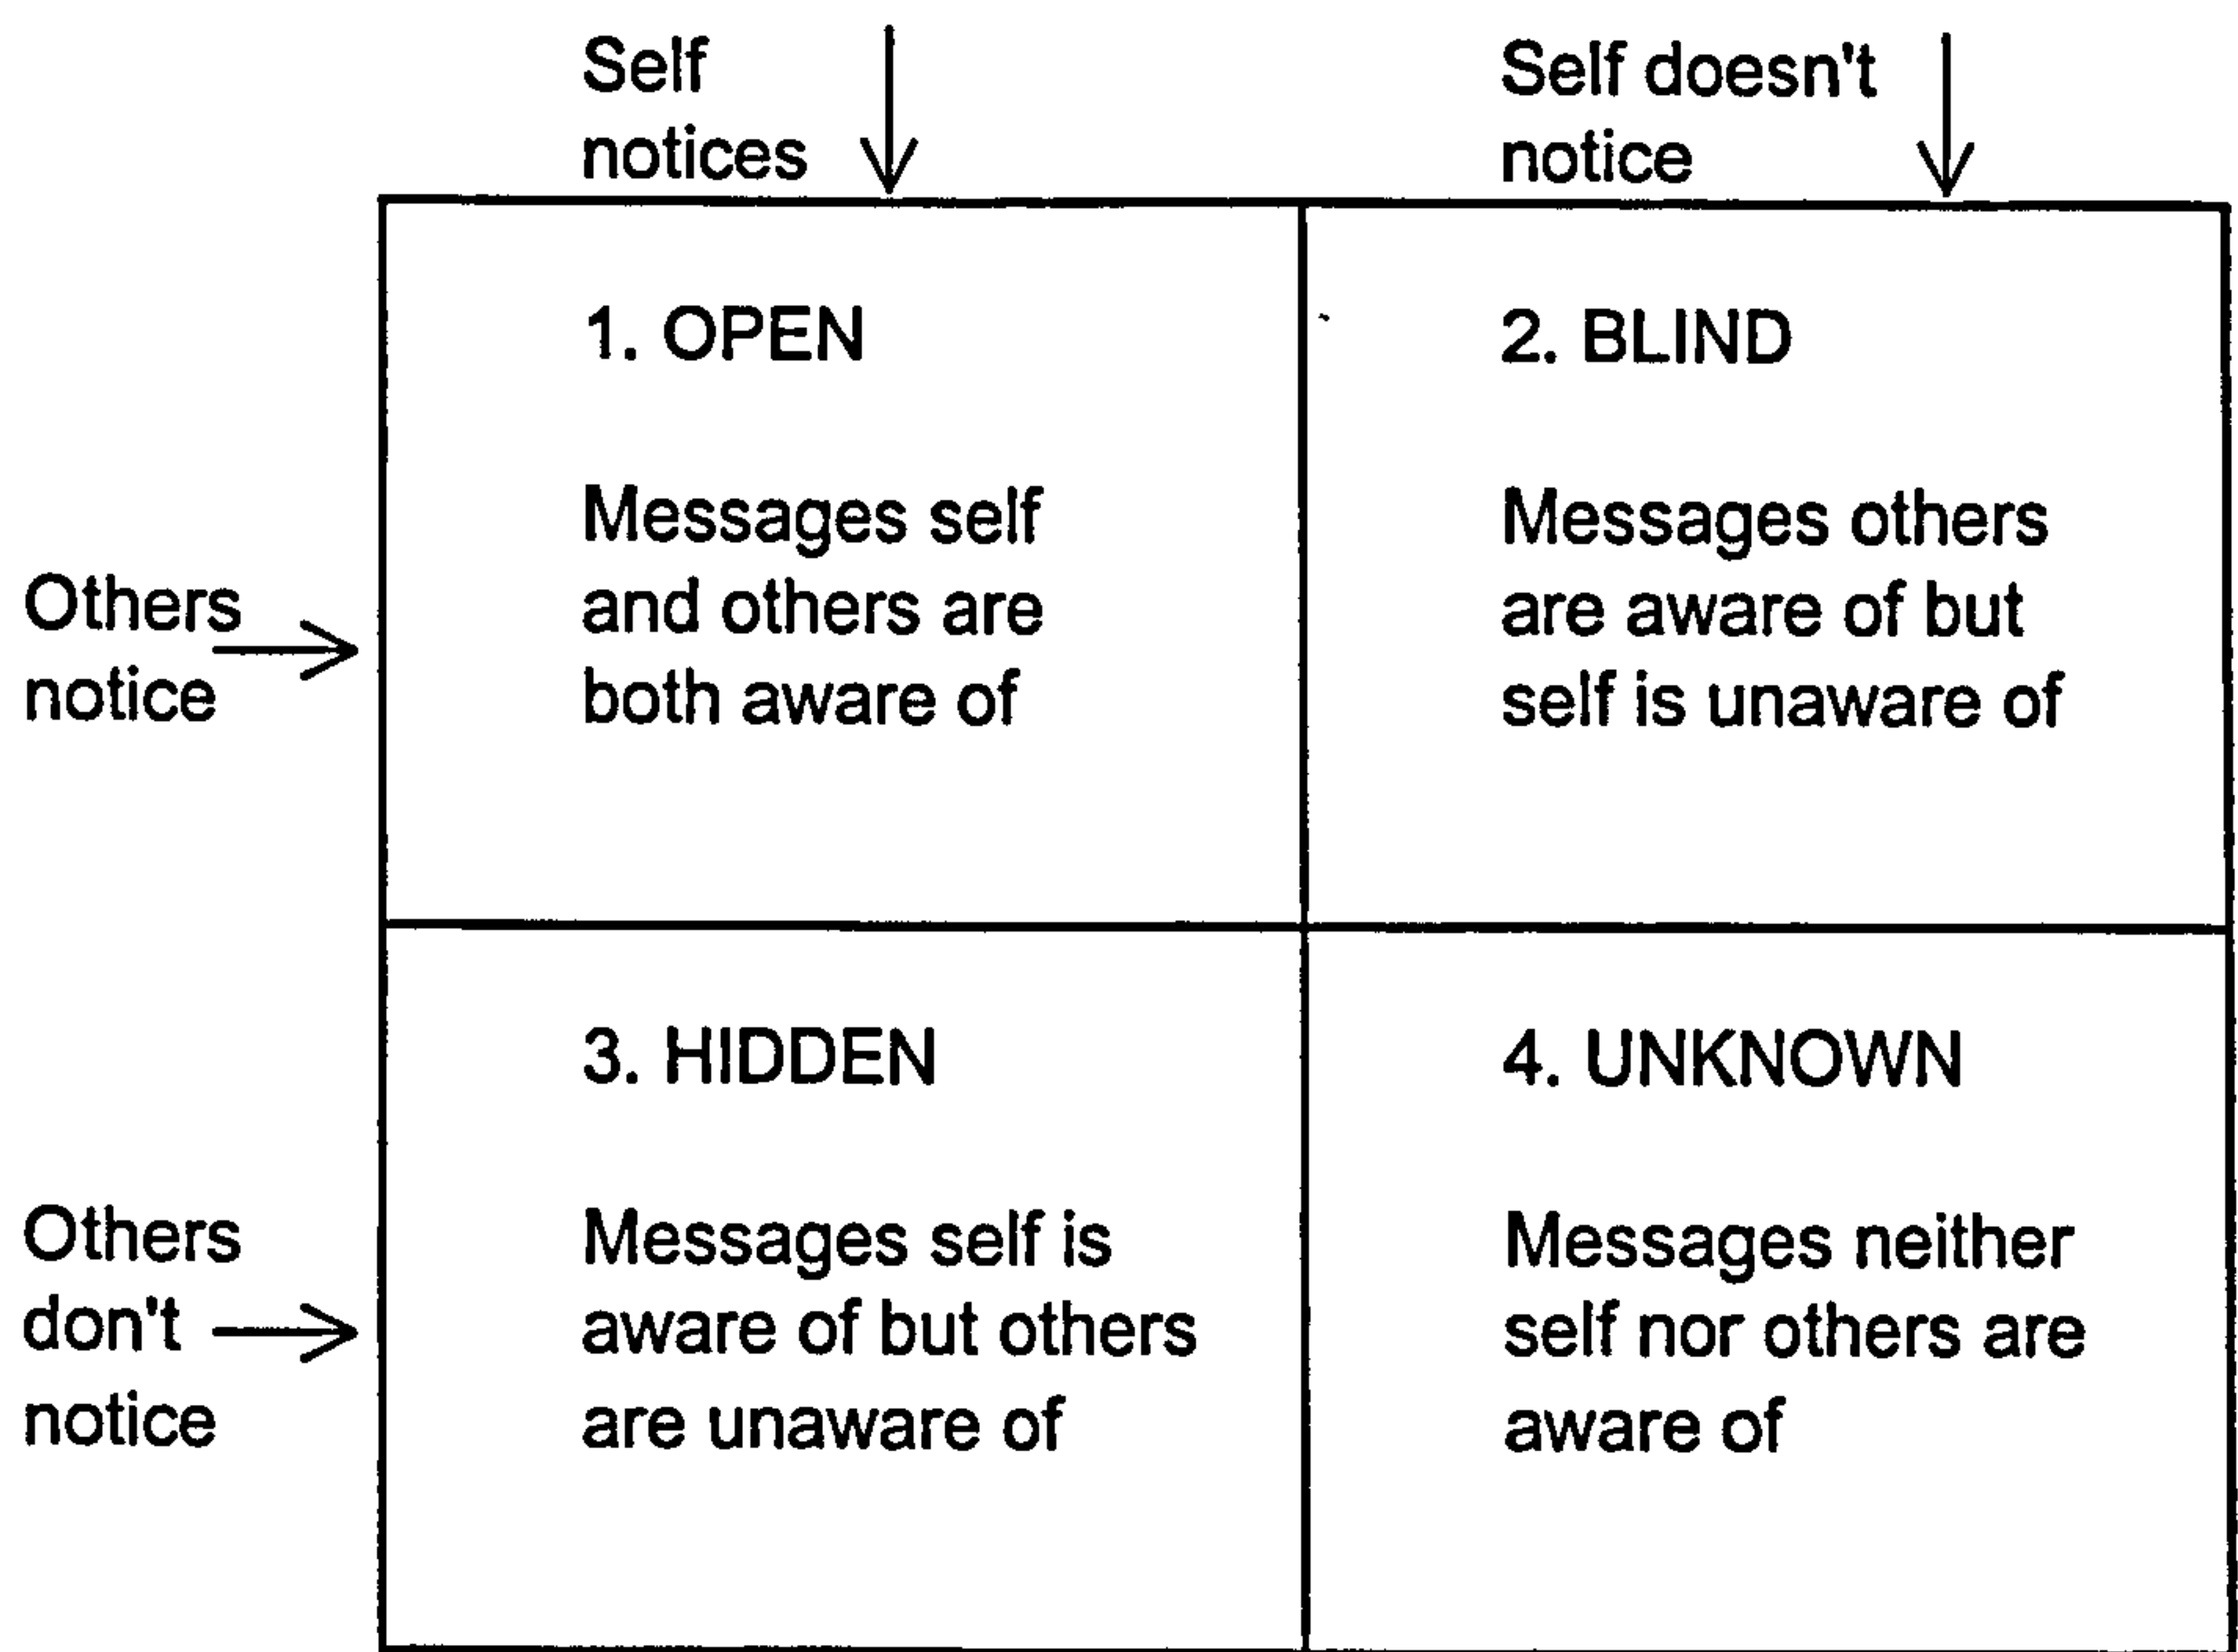 Self
notices
Self doesn't
notice
1. OPEN
2. BLIND
Others
notice
Messages self
and others are
both aware of
Messages others
are aware of but
self is unaware of
3. HIDDEN
4. UNKNOWN
Others
don't
notice
Messages self is
aware of but others
are unaware of
Messages neither
self nor others are
aware of